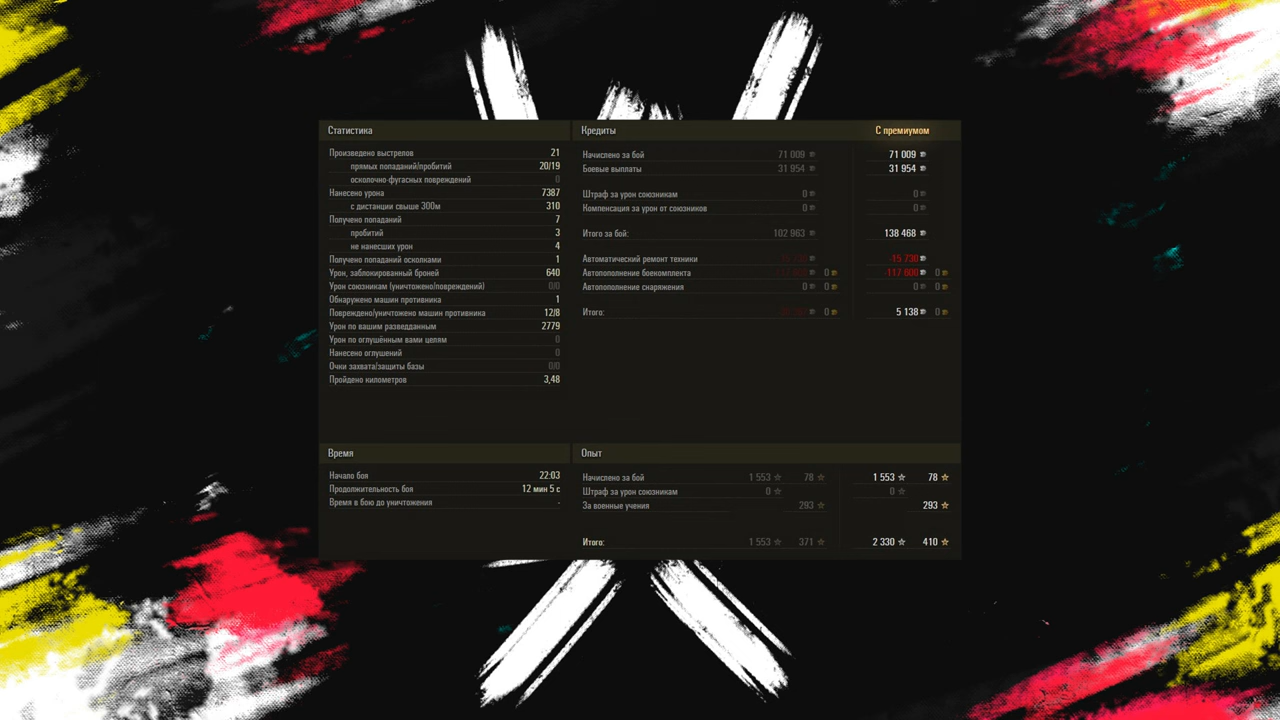 Статистика
Произведено выстрелов 21
прямых попаданий/пробитий 20/19
осколочно-фугасных повреждений 0
Нанесено урона 7387
с дистанции свыше 300м 310
Получено попаданий 7
пробитий 3
не нанесших урон 4
Получено попаданий осколками 1
Урон, заблокированный броней 640
Урон союзникам (уничтожено/повреждений) 0/0
Обнаружено машин противника 1
Повреждено/уничтожено машин противника 12/8
Урон по вашим разведданным 2779
Урон по оглушённым вами целям 0
Нанесено оглушений 0
Очки захвата/защиты базы 0/0
Пройдено километров 3,48
Кредиты С премиумом
Начислено за бой 71 009 71 009
Боевые выплаты 31 954 31 954
Штраф за урон союзникам 0 0
Компенсация за урон от союзников 0 0
Итого за бой: 102 963 138 468
Автоматический ремонт техники -15 730 -15 730
Автопополнение боекомплекта -117 600 0 -117 600 0
Автопополнение снаряжения 0 0 0 0
Итого: 0 5 138 0
Время
Начало боя 22:03
Продолжительность боя 12 мин 5 с
Время в бою до уничтожения -
Опыт
Начислено за бой 1 553 78 1 553 78
Штраф за урон союзникам 0 0
За военные учения 293 293
Итого: 1 553 371 2 330 410